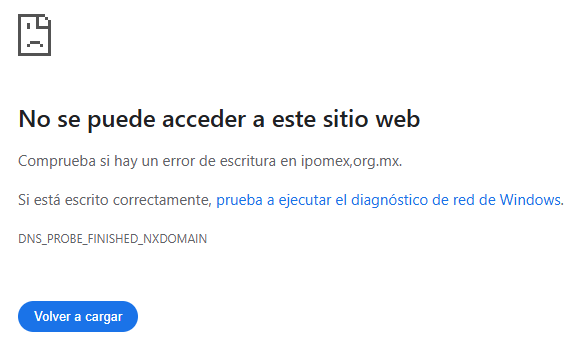 No se puede acceder a este sitio web
Comprueba si hay un error de escritura en ipomex,org.mx.
Si está escrito correctamente, prueba a ejecutar el diagnóstico de red de Windows.
DNS_PROBE_FINISHED_NXDOMAIN
Volver a cargar